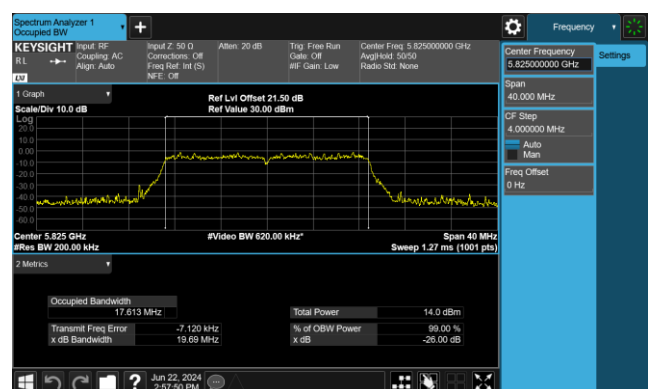 Spectrum Analyzer 1
Occupied BW
Frequency
KEYSIGHT
RL
Input: RF
Coupling: AC
Align: Auto
Input Z: 50 Ω
Corrections: Off
Freq Ref: Int (S)
NFE: Off
Atten: 20 dB
Trig: Free Run
Gate: Off
#IF Gain: Low
Center Freq: 5.825000000 GHz
Avg|Hold: 50/50
Radio Std: None
Center Frequency
5.825000000 GHz
Settings
Span
40.000 MHz
CF Step
4.000000 MHz
Auto
Man
Freq Offset
0 Hz
1 Graph
Scale/Div 10.0 dB
Ref Lvl Offset 21.50 dB
Ref Value 30.00 dBm
Log
20.0
10.0
0.00
-10.0
-20.0
-30.0
-40.0
-50.0
-60.0
Center 5.825 GHz
#Video BW 620.00 kHz*
Span 40 MHz
#Res BW 200.00 kHz
Sweep 1.27 ms (1001 pts)
2 Metrics
Occupied Bandwidth
17.613 MHz
Total Power 14.0 dBm
Transmit Freq Error -7.120 kHz
% of OBW Power 99.00 %
x dB Bandwidth 19.69 MHz
x dB -26.00 dB
?
Jun 22, 2024
2:57:50 PM